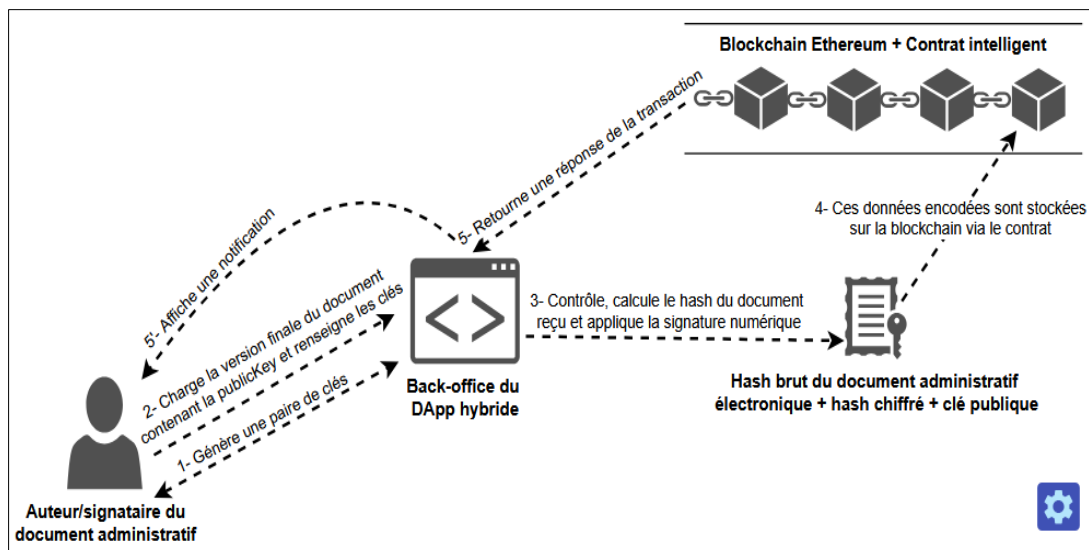 Blockchain Ethereum + Contrat intelligent
5- Retourne une réponse de la transaction
4- Ces données encodées sont stockées
sur la blockchain via le contrat
5'- Affiche une notification
2- Charge la version finale du document
contenant la publicKey et renseigne les clés
1- Génère une paire de clés
3- Contrôle, calcule le hash du document
reçu et applique la signature numérique
Back-office du
DApp hybride
Hash brut du document administratif
électronique + hash chiffré + clé publique
Auteur/signataire du
document administratif